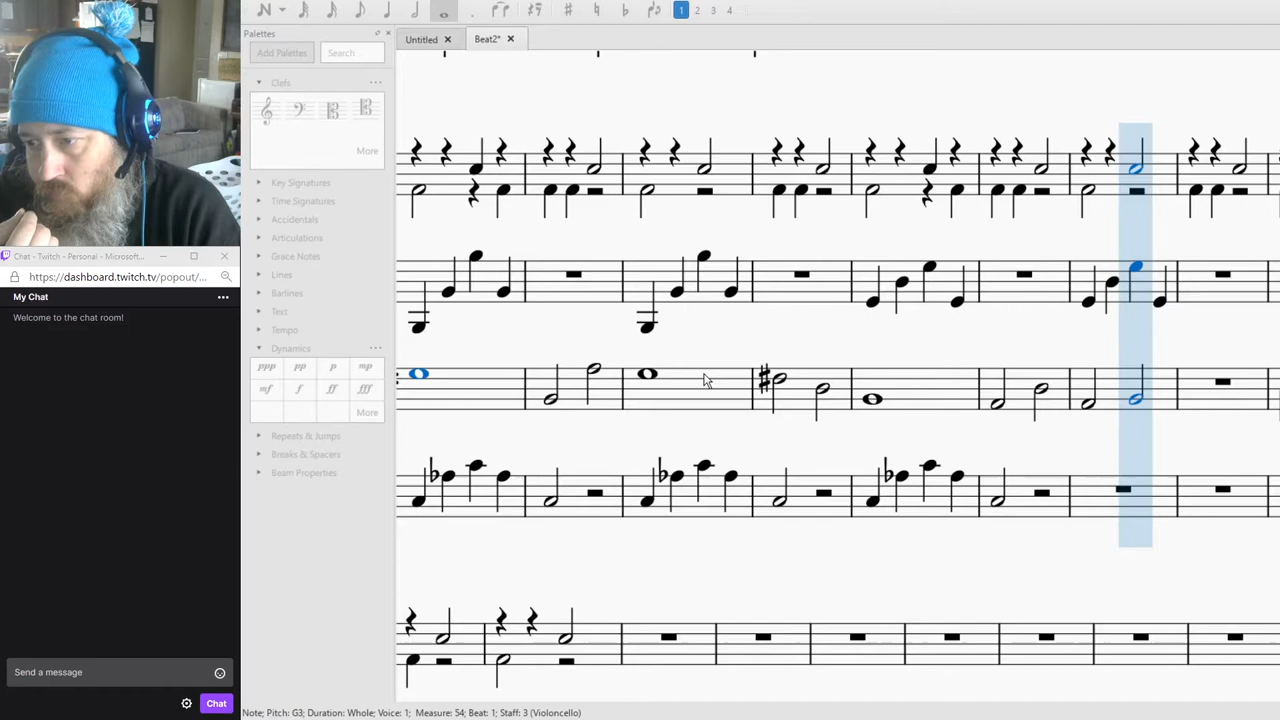 1 2 3 4
Palettes
Untitled
Beat2*
Add Palettes
Search
Clefs
More
Key Signatures
Time Signatures
Accidentals
Articulations
Grace Notes
Lines
Barlines
Text
Tempo
Dynamics
ppp pp p mp
mf f ff fff
More
Repeats & Jumps
Breaks & Spacers
Beam Properties
Chat - Twitch - Personal - Microsoft...
https://dashboard.twitch.tv/popout/...
My Chat
Welcome to the chat room!
Send a message
Chat
Note; Pitch: G3; Duration: Whole; Voice: 1; Measure: 54; Beat: 1; Staff: 3 (Violoncello)